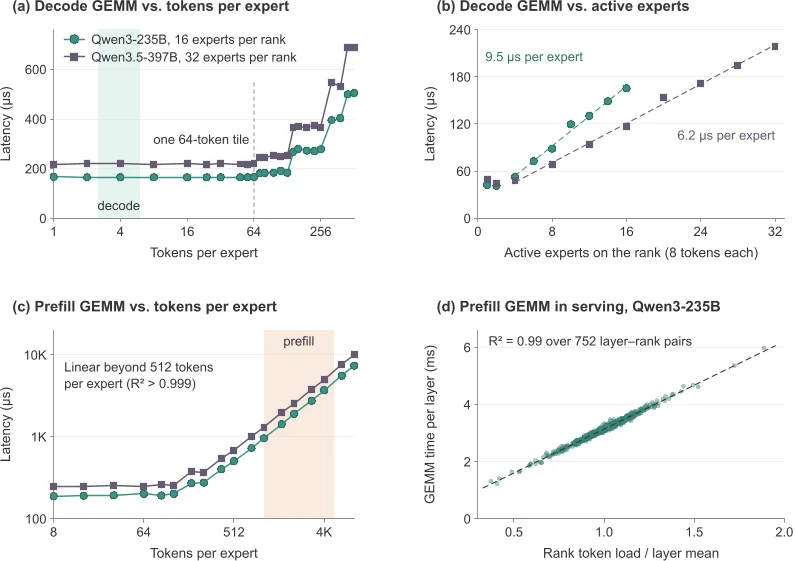 (a) Decode GEMM vs. tokens per expert
Latency (µs)
600
400
200
0
Qwen3-235B, 16 experts per rank
Qwen3.5-397B, 32 experts per rank
one 64-token tile
decode
1
4
16
64
256
Tokens per expert
(b) Decode GEMM vs. active experts
Latency (µs)
240
180
120
60
0
9.5 µs per expert
6.2 µs per expert
0
8
16
24
32
Active experts on the rank (8 tokens each)
(c) Prefill GEMM vs. tokens per expert
Latency (µs)
10K
1K
100
prefill
Linear beyond 512 tokens
per expert (R² > 0.999)
8
64
512
4K
Tokens per expert
(d) Prefill GEMM in serving, Qwen3-235B
GEMM time per layer (ms)
6
4
2
0
R² = 0.99 over 752 layer–rank pairs
0.5
1.0
1.5
2.0
Rank token load / layer mean